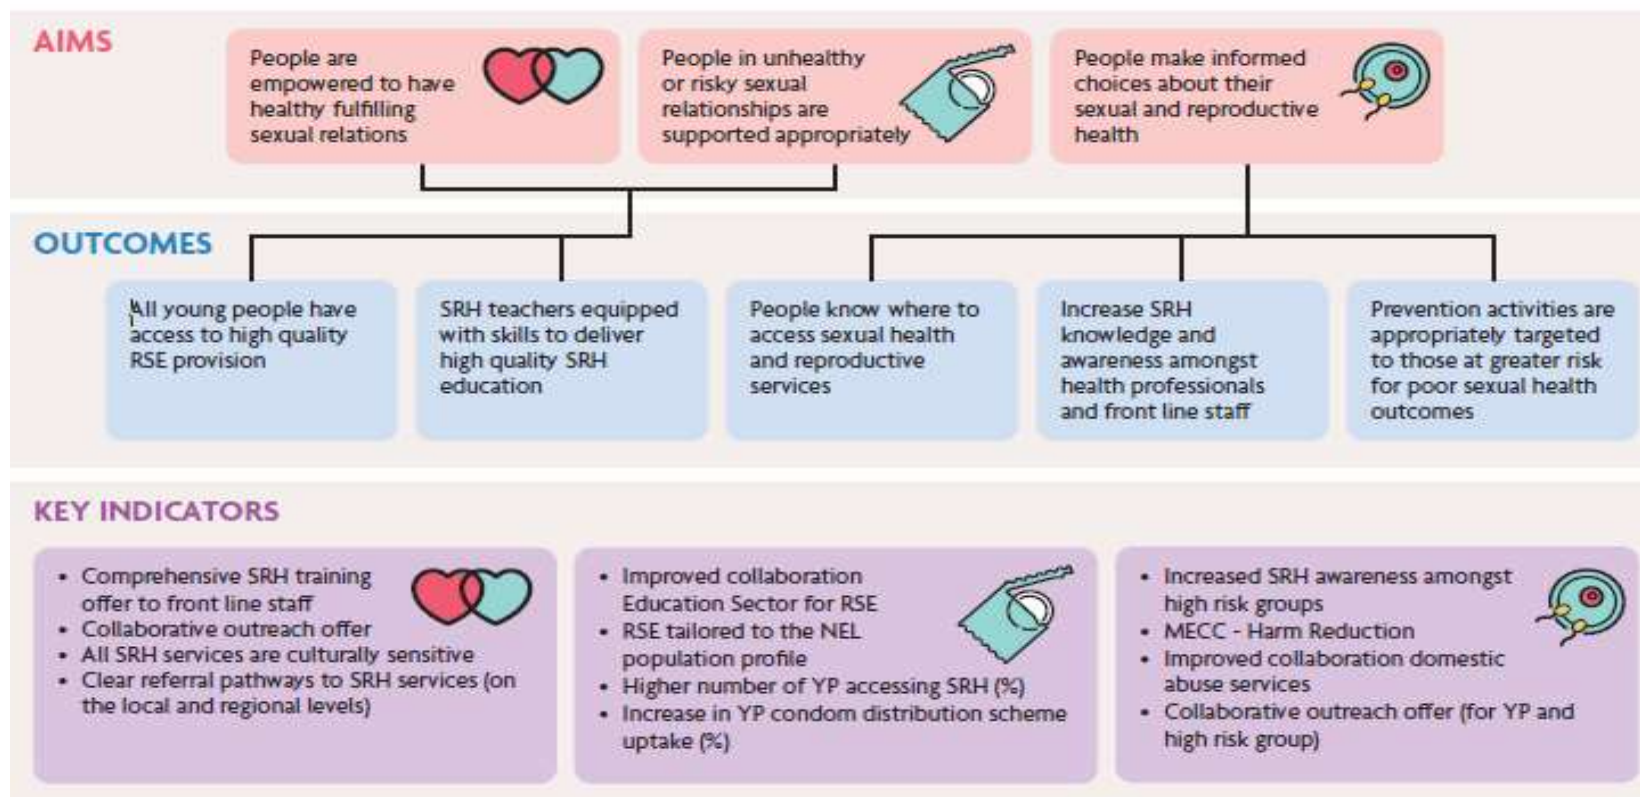 AIMS
People are
empowered to have
healthy fulfilling
sexual relations
People in unhealthy
or risky sexual
relationships are
supported appropriately
People make informed
choices about their
sexual and reproductive
health
OUTCOMES
All young people have
access to high quality
RSE provision
SRH teachers equipped
with skills to deliver
high quality SRH
education
People know where to
access sexual health
and reproductive
services
Increase SRH
knowledge and
awareness amongst
health professionals
and front line staff
Prevention activities are
appropriately targeted
to those at greater risk
for poor sexual health
outcomes
KEY INDICATORS
• Comprehensive SRH training
offer to front line staff
• Collaborative outreach offer
• All SRH services are culturally sensitive
• Clear referral pathways to SRH services (on
the local and regional levels)
• Improved collaboration
Education Sector for RSE
• RSE tailored to the NEL
population profile
• Higher number of YP accessing SRH (%)
• Increase in YP condom distribution scheme
uptake (%)
• Increased SRH awareness amongst
high risk groups
• MECC - Harm Reduction
• Improved collaboration domestic
abuse services
• Collaborative outreach offer (for YP and
high risk group)